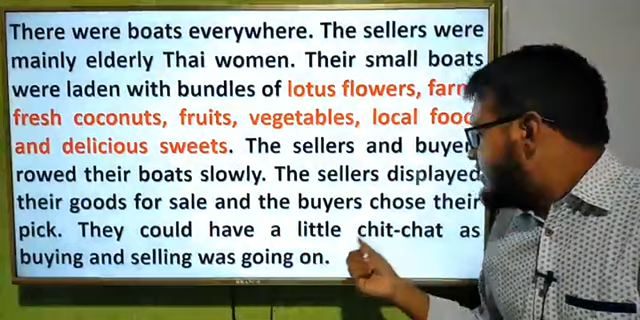 There were boats everywhere. The sellers were
mainly elderly Thai women. Their small boats
were laden with bundles of lotus flowers, farm
fresh coconuts, fruits, vegetables, local food
and delicious sweets. The sellers and buyers
rowed their boats slowly. The sellers displayed
their goods for sale and the buyers chose their
pick. They could have a little chit-chat as
buying and selling was going on.